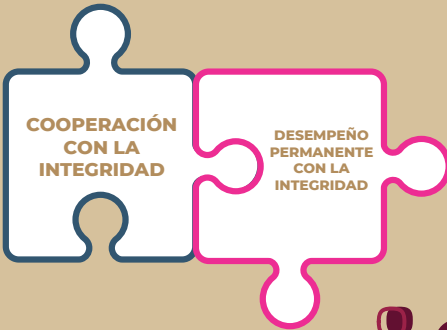 COOPERACIÓN
CON LA
INTEGRIDAD
DESEMPEÑO
PERMANENTE
CON LA
INTEGRIDAD